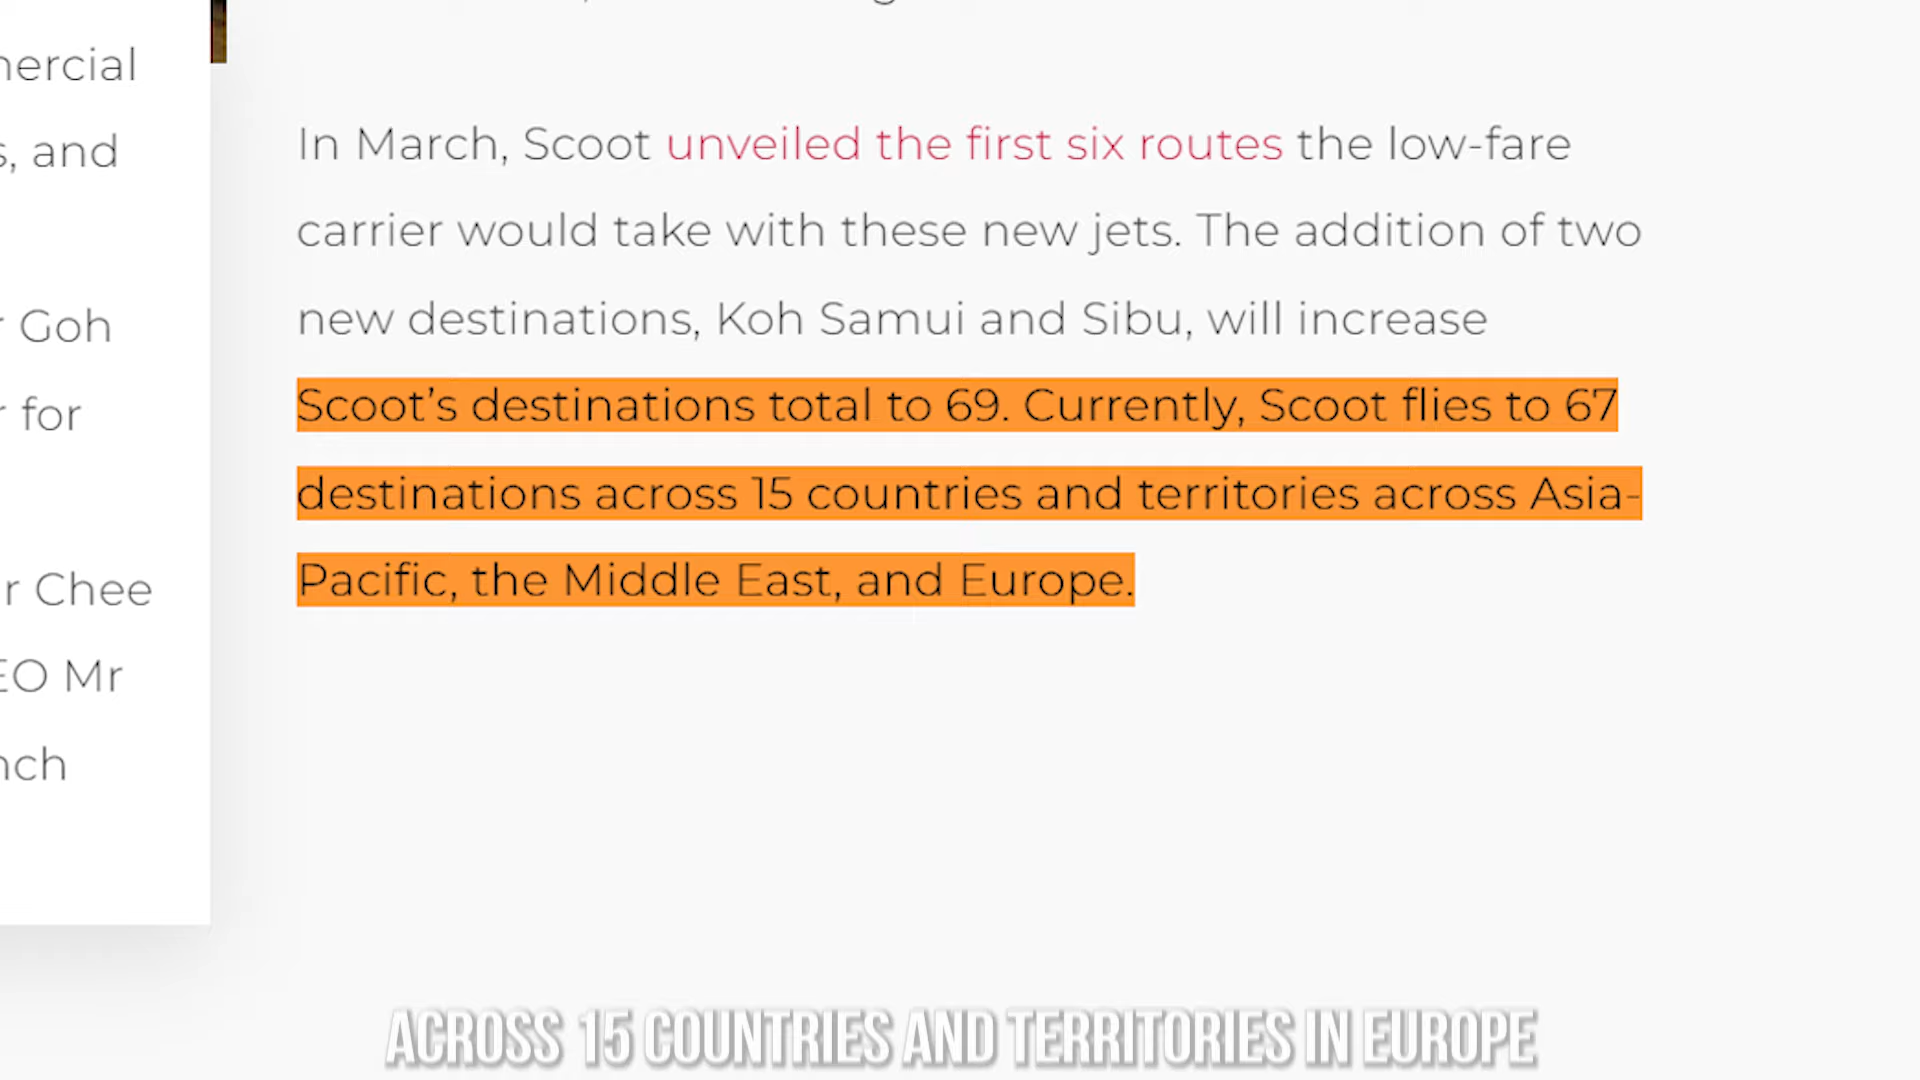 mercial
s, and
r Goh
r for
r Chee
EO Mr
nch
In March, Scoot unveiled the first six routes the low-fare
carrier would take with these new jets. The addition of two
new destinations, Koh Samui and Sibu, will increase
Scoot’s destinations total to 69. Currently, Scoot flies to 67
destinations across 15 countries and territories across Asia-
Pacific, the Middle East, and Europe.
ACROSS 15 COUNTRIES AND TERRITORIES IN EUROPE